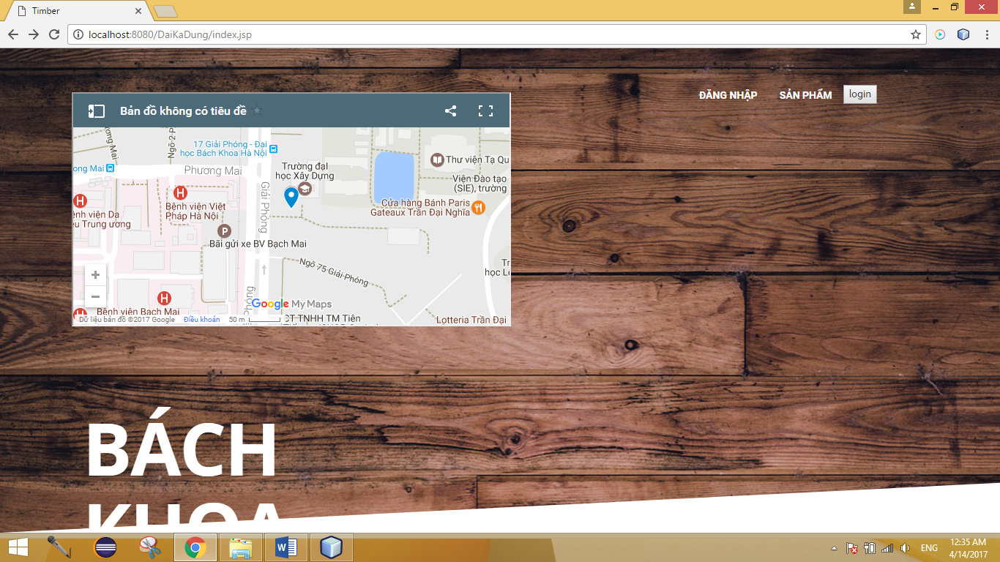 Timber
localhost:8080/DaiKaDung/index.jsp
ĐĂNG NHẬP
SẢN PHẨM
login
Bản đồ không có tiêu đề
17 Giải Phóng - Đại
học Bách Khoa Hà Nội
Ngõ 2
ong Mai
Phương Mai
Trường đại
học Xây Dựng
Thư viện Tạ Qu
Viện Đào tạo
(SIE), trường
Giải Phóng
Cửa hàng Bánh Paris
Gateaux Trần Đại Nghĩa
Bệnh viện Việt
Pháp Hà Nội
ệnh viện Da
ễu Trung ương
Bãi gửi xe BV Bạch Mai
Ngõ 75 Giải Phóng
Tr
học L
+
−
Phóng
Google My Maps
Bệnh viện Bạch Mai
CT TNHH TM Tiên
Lotteria Trần Đại
Dữ liệu bản đồ ©2017 Google
Điều khoản
50 m
BÁCH
KHOA
ENG
12:35 AM
4/14/2017